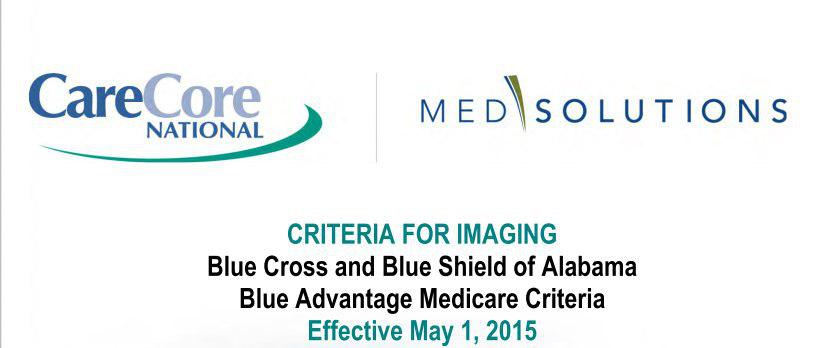 CareCore
NATIONAL
MED SOLUTIONS
CRITERIA FOR IMAGING
Blue Cross and Blue Shield of Alabama
Blue Advantage Medicare Criteria
Effective May 1, 2015